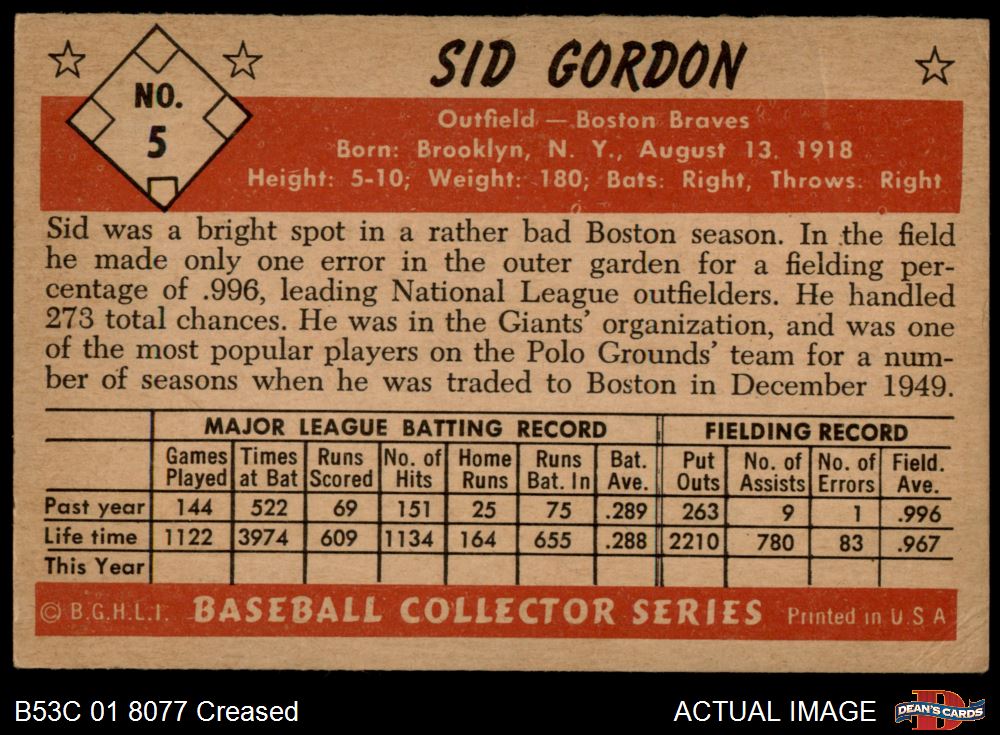 SID GORDON
NO.
5
Outfield — Boston Braves
Born: Brooklyn, N. Y., August 13. 1918
Height: 5-10; Weight: 180; Bats: Right, Throws: Right
Sid was a bright spot in a rather bad Boston season. In the field
he made only one error in the outer garden for a fielding per-
centage of .996, leading National League outfielders. He handled
273 total chances. He was in the Giants' organization, and was one
of the most popular players on the Polo Grounds' team for a num-
ber of seasons when he was traded to Boston in December 1949.
MAJOR LEAGUE BATTING RECORD FIELDING RECORD
Games Times Runs No. of Home Runs Bat. Put No. of No. of Field.
Played at Bat Scored Hits Runs Bat. In Ave. Outs Assists Errors Ave.
Past year 144 522 69 151 25 75 .289 263 9 1 .996
Life time 1122 3974 609 1134 164 655 .288 2210 780 83 .967
This Year
© B.G.H.L.I. BASEBALL COLLECTOR SERIES Printed in U.S A
B53C 01 8077 Creased ACTUAL IMAGE DEAN'S CARDS